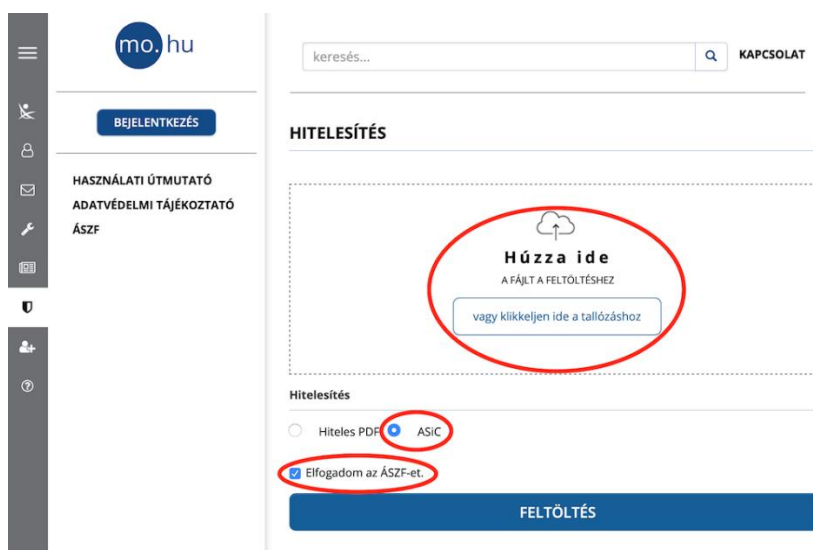 mo.hu
BEJELENTKEZÉS
HASZNÁLATI ÚTMUTATÓ
ADATVÉDELMI TÁJÉKOZTATÓ
ÁSZF
keresés...
KAPCSOLAT
HITELESÍTÉS
Húzza ide
A FÁJLT A FELTÖLTÉSHEZ
vagy klikkeljen ide a tallózáshoz
Hitelesítés
Hiteles PDF ASiC
Elfogadom az ÁSZF-et.
FELTÖLTÉS